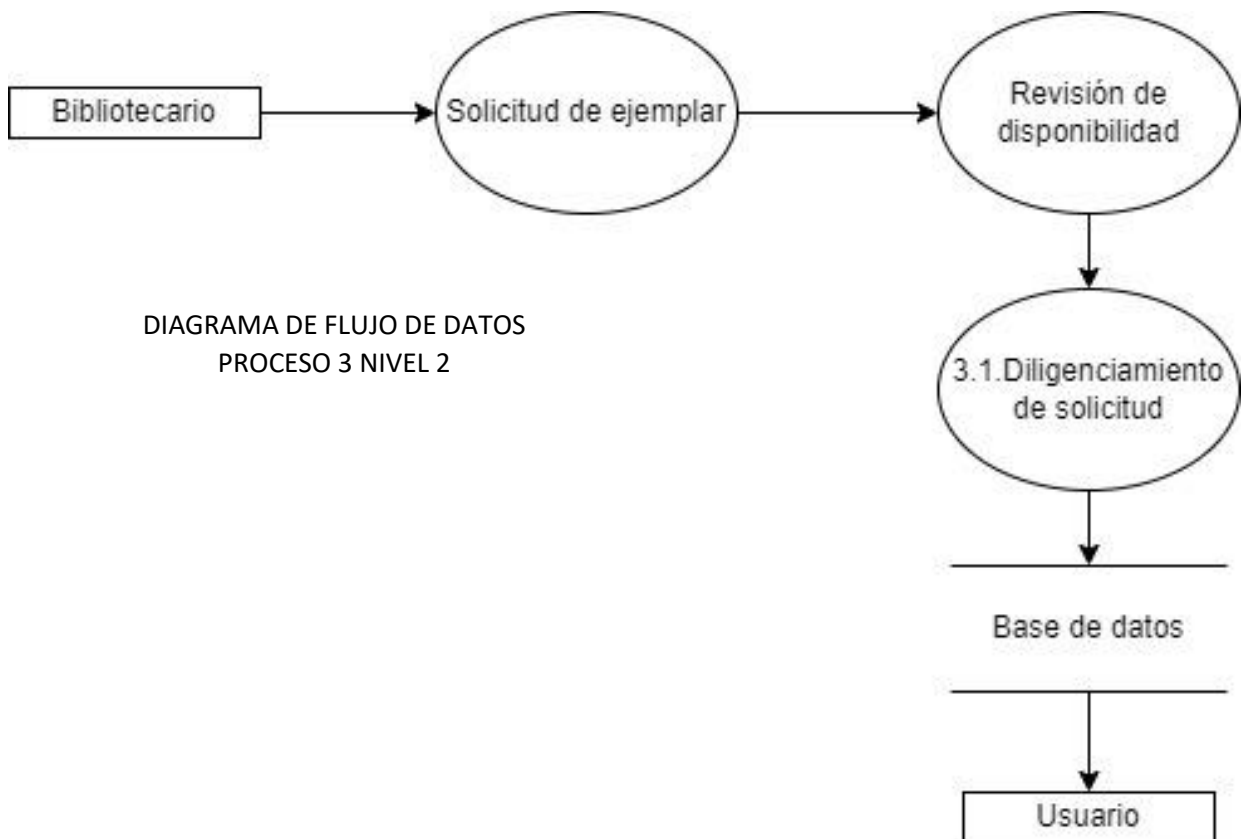 Bibliotecario
Solicitud de ejemplar
Revisión de
disponibilidad
DIAGRAMA DE FLUJO DE DATOS
PROCESO 3 NIVEL 2
3.1.Diligenciamiento
de solicitud
Base de datos
Usuario